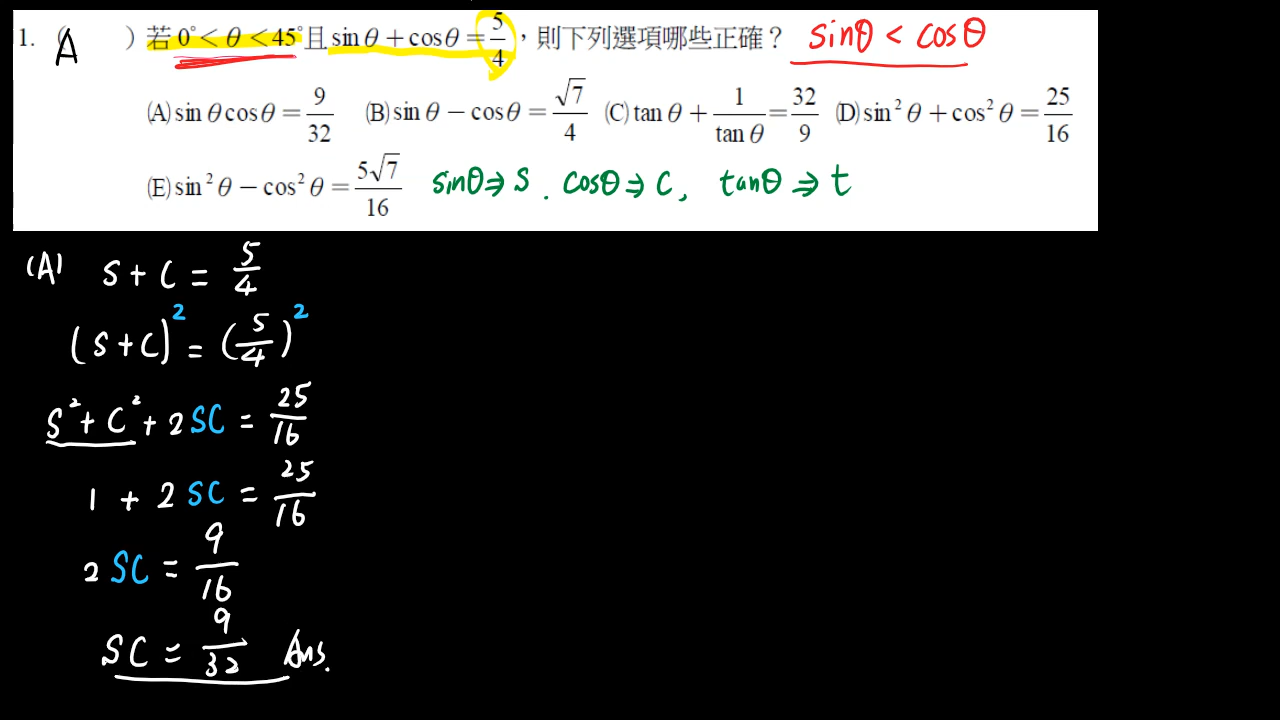 1. ( A ) 若 0° < θ < 45° 且 sin θ + cos θ = 5/4，則下列選項哪些正確？ sinθ < cosθ
(A) sin θ cos θ = 9/32 (B) sin θ − cos θ = √7/4 (C) tan θ + 1/tan θ = 32/9 (D) sin² θ + cos² θ = 25/16
(E) sin² θ − cos² θ = 5√7/16 sinθ ⇒ S . cosθ ⇒ C, tanθ ⇒ t
(A) S + C = 5/4
(S + C)² = (5/4)²
S² + C² + 2SC = 25/16
1 + 2SC = 25/16
2SC = 9/16
SC = 9/32 Ans.